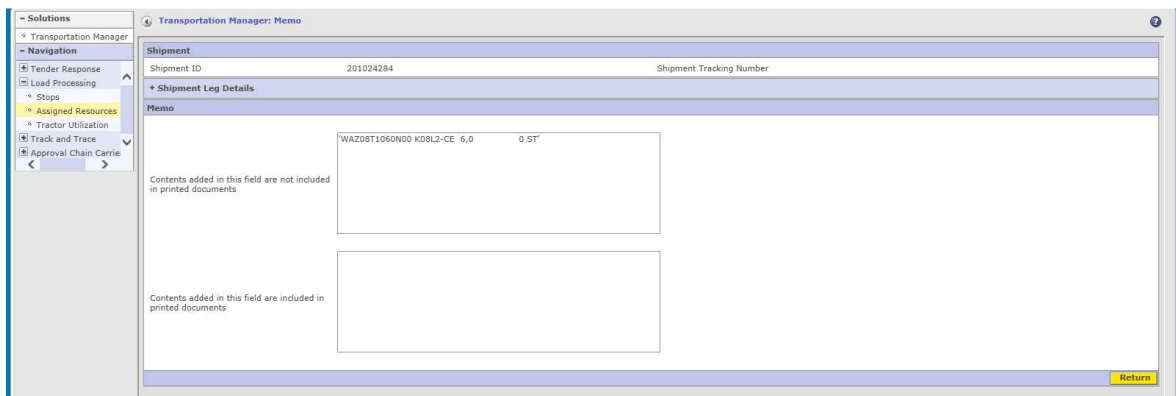 - Solutions
Transportation Manager
- Navigation
Tender Response
Load Processing
Stops
Assigned Resources
Tractor Utilization
Track and Trace
Approval Chain Carrie
Transportation Manager: Memo
?
Shipment
Shipment ID 201024284 Shipment Tracking Number
+ Shipment Leg Details
Memo
'WAZ08T1060N00 K08L2-CE 6,0 0 ST'
Contents added in this field are not included
in printed documents
Contents added in this field are included in
printed documents
Return